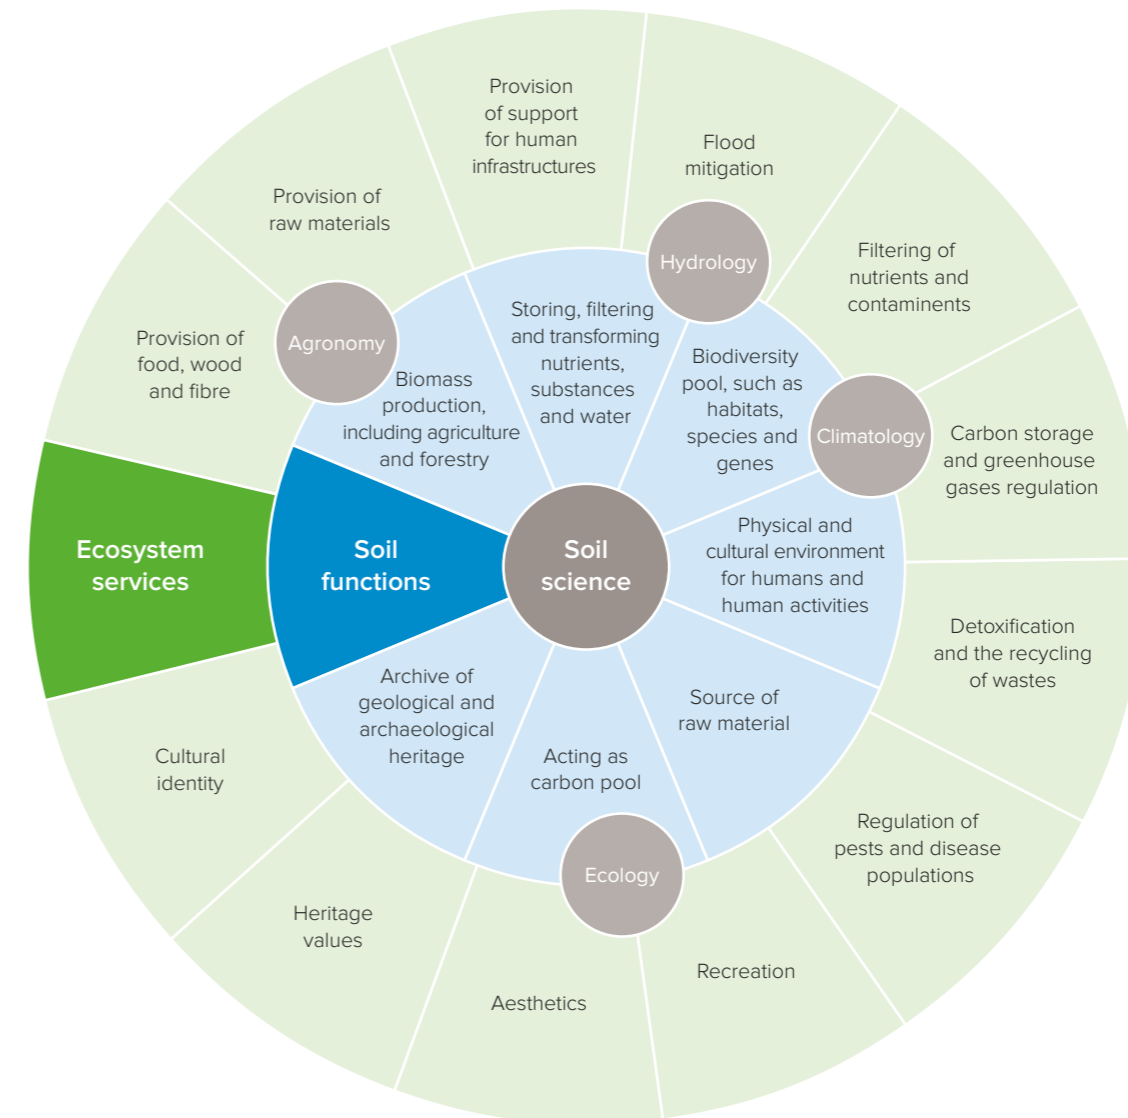 Provision
of support
for human
infrastructures
Flood
mitigation
Provision of
raw materials
Hydrology
Filtering of
nutrients and
contaminents
Storing, filtering
and transforming
nutrients,
substances
and water
Agronomy
Provision of
food, wood
and fibre
Biomass
production,
including agriculture
and forestry
Biodiversity
pool, such as
habitats,
species and
genes
Climatology
Carbon storage
and greenhouse
gases regulation
Ecosystem
services
Soil
functions
Soil
science
Physical and
cultural environment
for humans and
human activities
Detoxification
and the recycling
of wastes
Archive of
geological and
archaeological
heritage
Source of
raw material
Acting as
carbon pool
Cultural
identity
Regulation of
pests and disease
populations
Ecology
Heritage
values
Recreation
Aesthetics